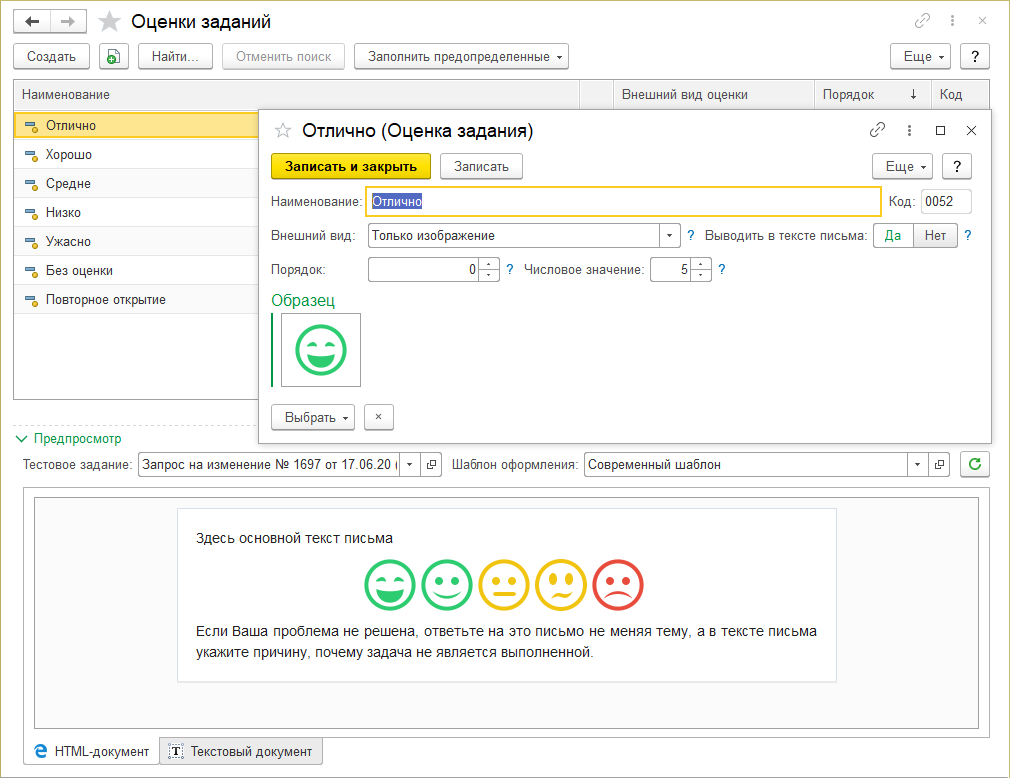 Оценки заданий
Создать Найти... Отменить поиск Заполнить предопределенные Еще ?
Наименование Внешний вид оценки Порядок ↓ Код
Отлично
Хорошо
Средне
Низко
Ужасно
Без оценки
Повторное открытие
Отлично (Оценка задания)
Записать и закрыть Записать Еще ?
Наименование: Отлично Код: 0052
Внешний вид: Только изображение ? Выводить в тексте письма: Да Нет ?
Порядок: 0 ? Числовое значение: 5 ?
Образец
Выбрать ×
Предпросмотр
Тестовое задание: Запрос на изменение № 1697 от 17.06.20 ( Шаблон оформления: Современный шаблон
Здесь основной текст письма
Если Ваша проблема не решена, ответьте на это письмо не меняя тему, а в тексте письма
укажите причину, почему задача не является выполненной.
HTML-документ Текстовый документ